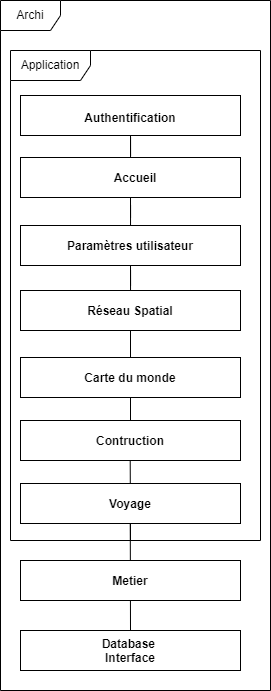 Archi
Application
Authentification
Accueil
Paramètres utilisateur
Réseau Spatial
Carte du monde
Contruction
Voyage
Metier
Database
Interface